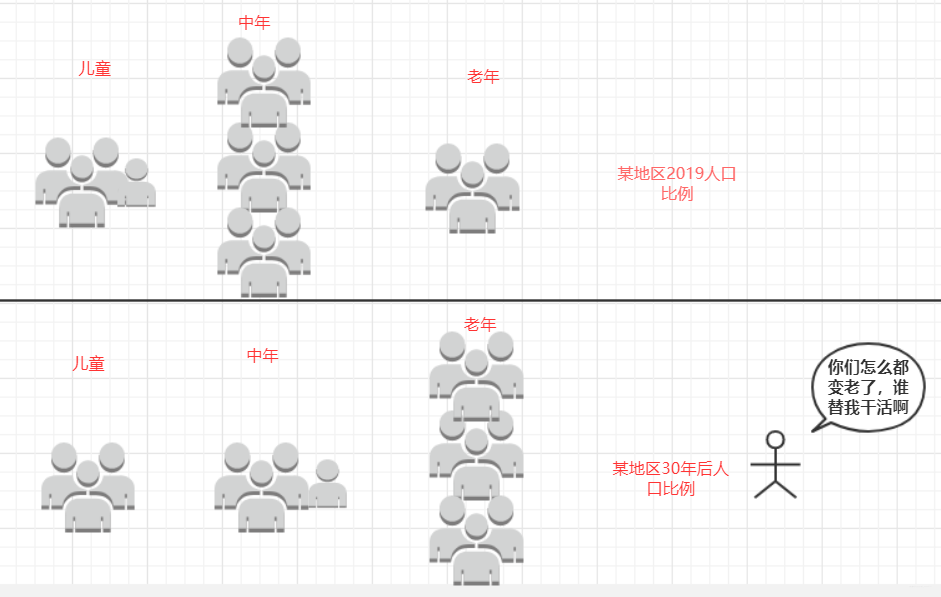 中年
儿童
老年
某地区2019人口
比例
老年
中年
儿童
你们怎么都
变老了，谁
替我干活啊
某地区30年后人
口比例